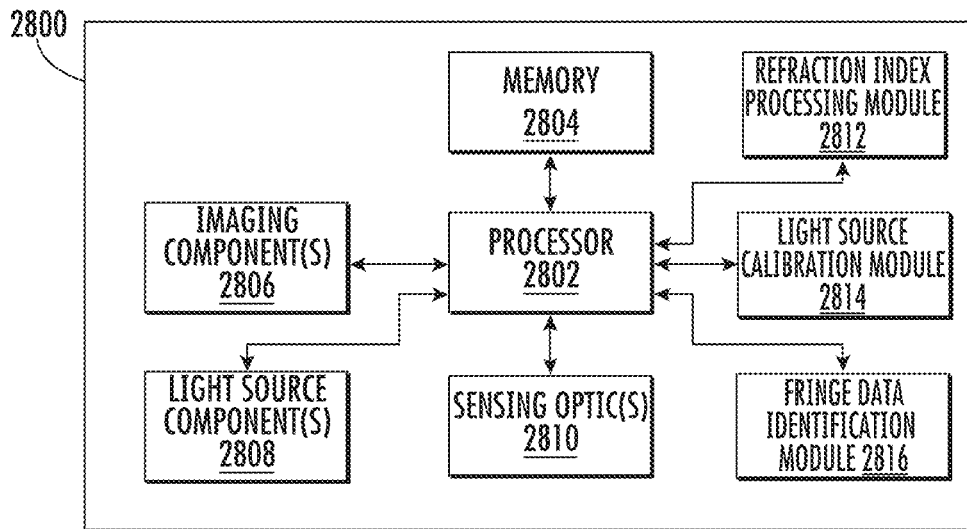 2800
MEMORY
2804
REFRACTION INDEX
PROCESSING MODULE
2812
IMAGING
COMPONENT(S)
2806
PROCESSOR
2802
LIGHT SOURCE
CALIBRATION MODULE
2814
LIGHT SOURCE
COMPONENT(S)
2808
SENSING OPTIC(S)
2810
FRINGE DATA
IDENTIFICATION
MODULE 2816